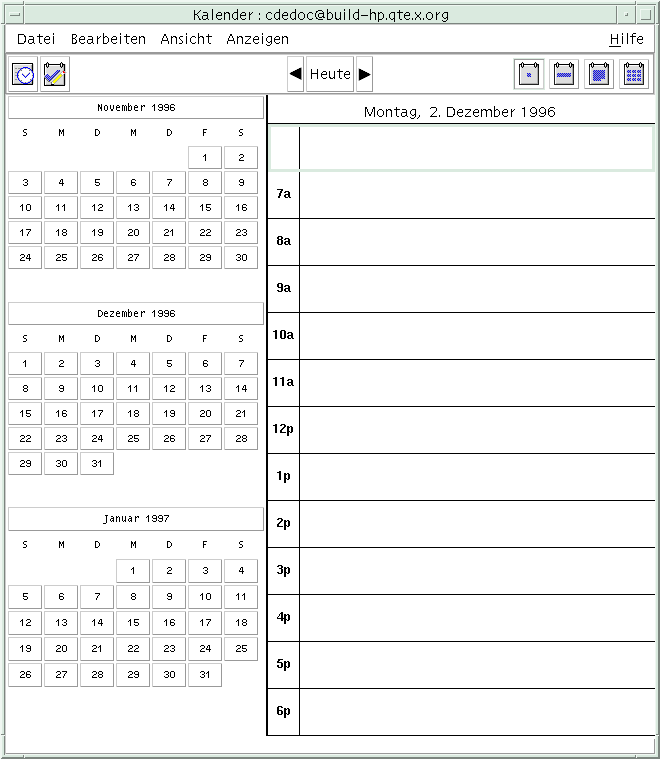 Kalender : cdedoc@build-hp.qte.x.org
Datei Bearbeiten Ansicht Anzeigen Hilfe
Heute
November 1996
S M D M D F S
1 2
3 4 5 6 7 8 9
10 11 12 13 14 15 16
17 18 19 20 21 22 23
24 25 26 27 28 29 30
Dezember 1996
S M D M D F S
1 2 3 4 5 6 7
8 9 10 11 12 13 14
15 16 17 18 19 20 21
22 23 24 25 26 27 28
29 30 31
Januar 1997
S M D M D F S
1 2 3 4
5 6 7 8 9 10 11
12 13 14 15 16 17 18
19 20 21 22 23 24 25
26 27 28 29 30 31
Montag, 2. Dezember 1996
7a
8a
9a
10a
11a
12p
1p
2p
3p
4p
5p
6p